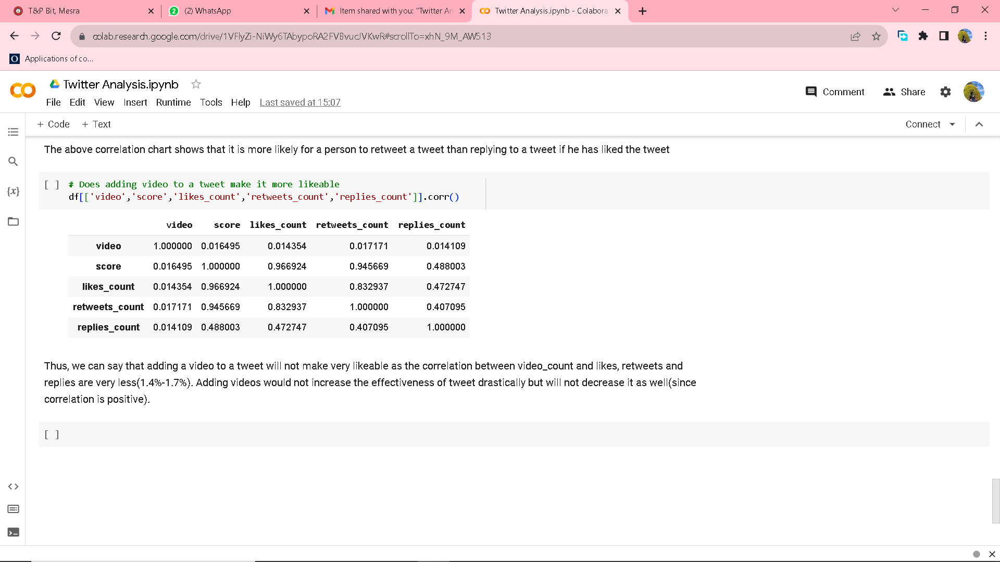 T&P Bit, Mesra
(2) WhatsApp
Item shared with you: "Twitter An
Twitter Analysis.ipynb - Colabora
colab.research.google.com/drive/1VFlyZi-NiWy6TAbypoRA2FVBvucJVKwR#scrollTo=xhN_9M_AW513
Applications of co...
Twitter Analysis.ipynb
File Edit View Insert Runtime Tools Help Last saved at 15:07
Comment Share
+ Code + Text
Connect
The above correlation chart shows that it is more likely for a person to retweet a tweet than replying to a tweet if he has liked the tweet
[ ] # Does adding video to a tweet make it more likeable
df[['video','score','likes_count','retweets_count','replies_count']].corr()
video score likes_count retweets_count replies_count
video 1.000000 0.016495 0.014354 0.017171 0.014109
score 0.016495 1.000000 0.966924 0.945669 0.488003
likes_count 0.014354 0.966924 1.000000 0.832937 0.472747
retweets_count 0.017171 0.945669 0.832937 1.000000 0.407095
replies_count 0.014109 0.488003 0.472747 0.407095 1.000000
Thus, we can say that adding a video to a tweet will not make very likeable as the correlation between video_count and likes, retweets and
replies are very less(1.4%-1.7%). Adding videos would not increase the effectiveness of tweet drastically but will not decrease it as well(since
correlation is positive).
[ ]